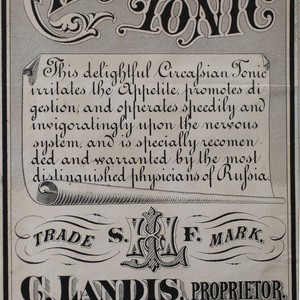 TONIC
This delightful Circaſsian Tonic
irritates the Appetite, promotes di
gestion, and opperates speedily and
invigoratingly upon the nervous
system, and is specially recomen-
ded and warranted by the most
distinguished physicians of Ruſsia.
TRADE S. F. MARK.
C. LANDIS, PROPRIETOR.